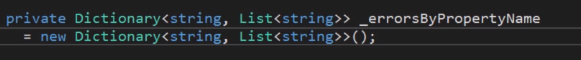 private Dictionary<string, List<string>> _errorsByPropertyName
= new Dictionary<string, List<string>>();